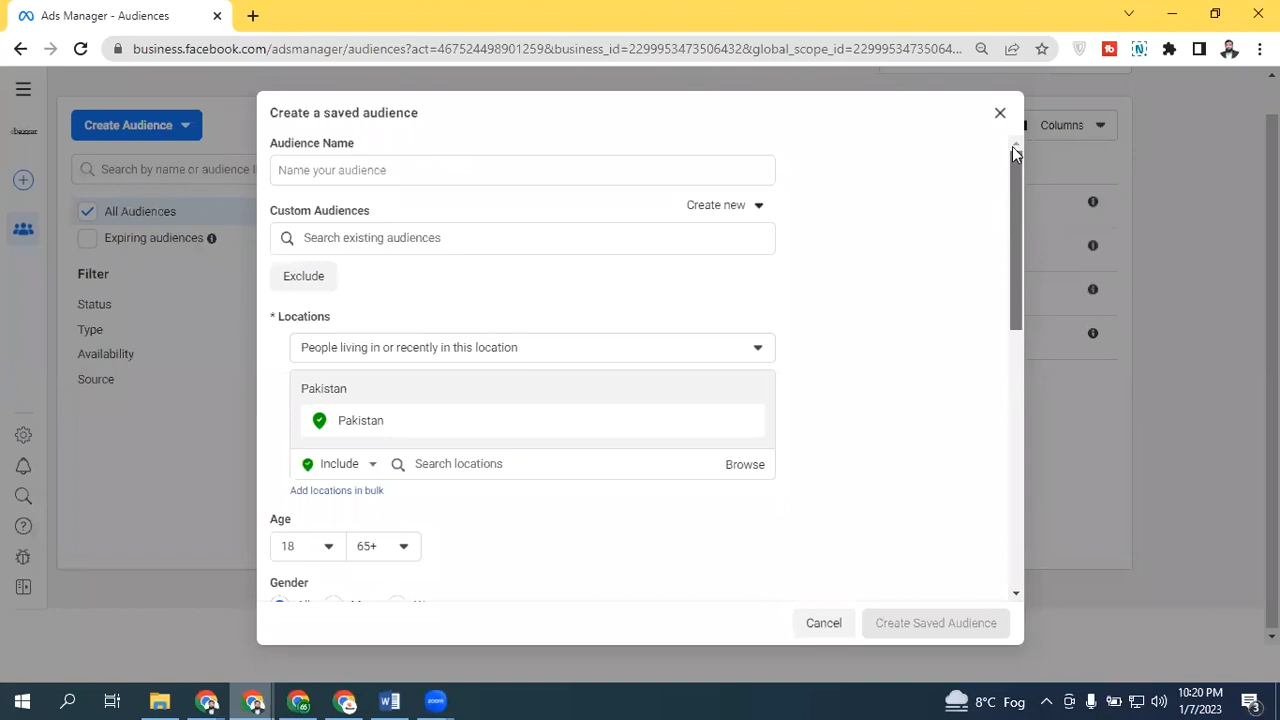 Ads Manager - Audiences
business.facebook.com/adsmanager/audiences?act=467524498901259&business_id=2299953473506432&global_scope_id=22999534735064...
Create a saved audience
Audience Name
Create Audience
Columns
Name your audience
Search by name or audience I
Create new
Custom Audiences
All Audiences
Search existing audiences
Expiring audiences
Filter
Exclude
Status
* Locations
Type
People living in or recently in this location
Availability
Source
Pakistan
Pakistan
Include
Search locations
Browse
Add locations in bulk
Age
18
65+
Gender
Cancel
Create Saved Audience
zoom
8°C Fog
10:20 PM
1/7/2023
3